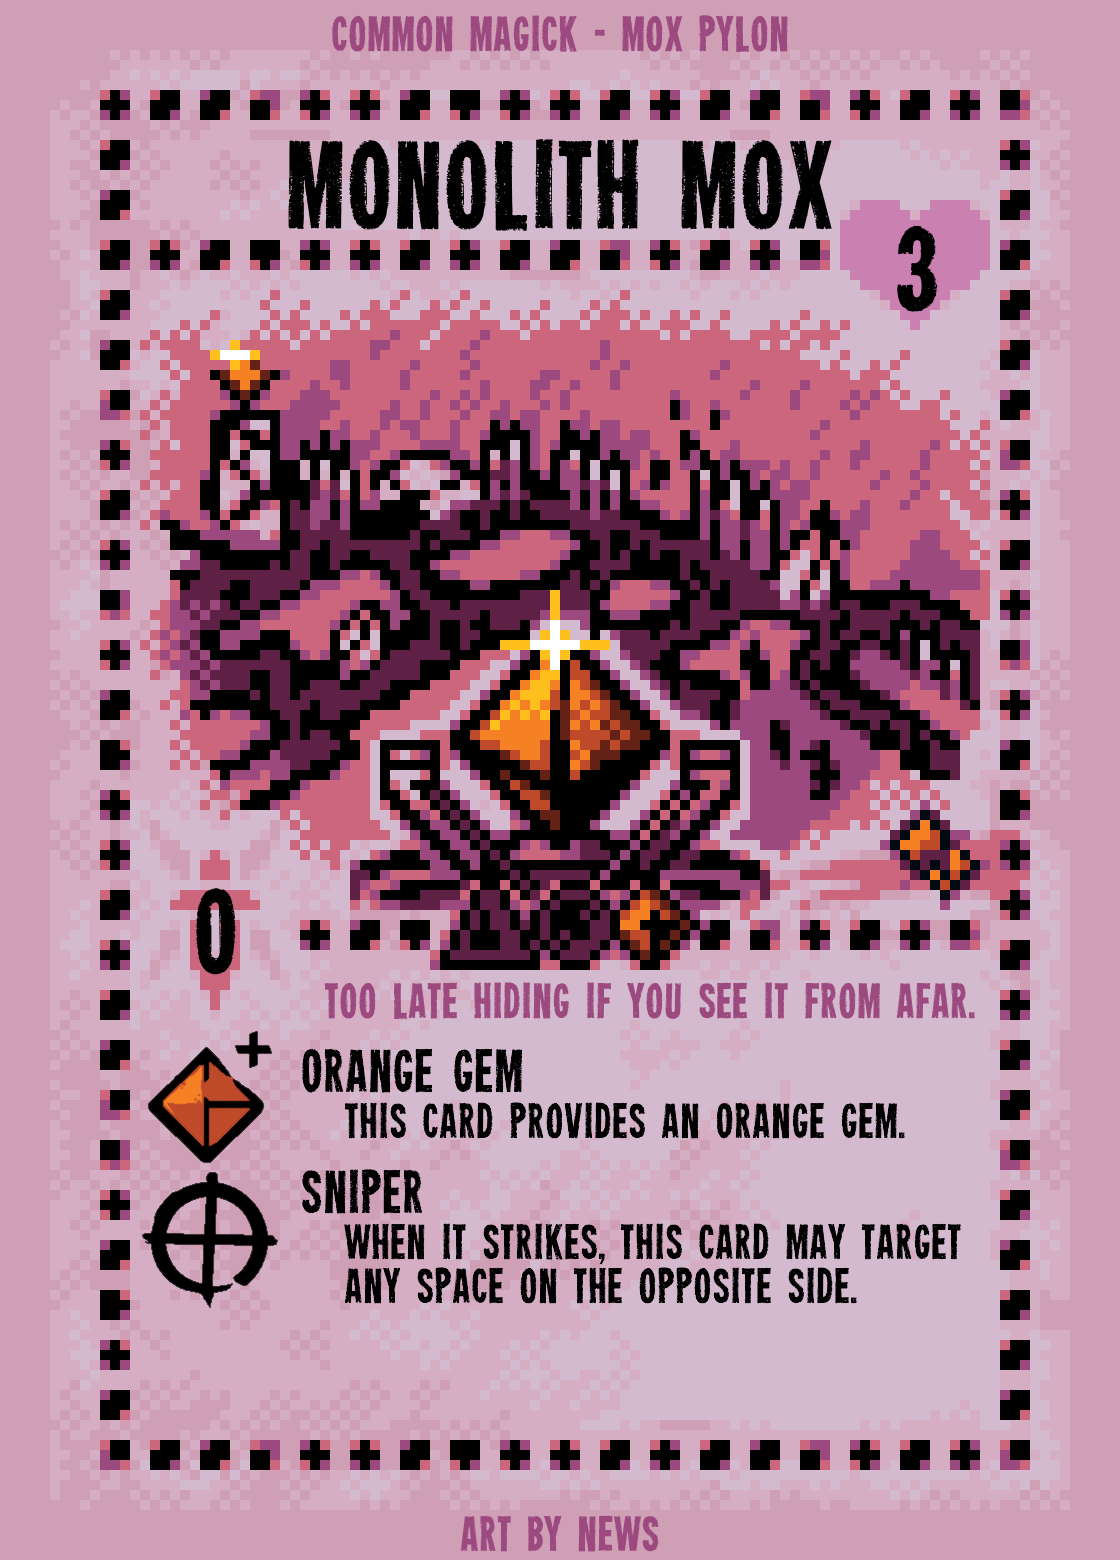 COMMON MAGICK - MOX PYLON
MONOLITH MOX
3
0
TOO LATE HIDING IF YOU SEE IT FROM AFAR.
ORANGE GEM
THIS CARD PROVIDES AN ORANGE GEM.
SNIPER
WHEN IT STRIKES, THIS CARD MAY TARGET
ANY SPACE ON THE OPPOSITE SIDE.
ART BY NEWS